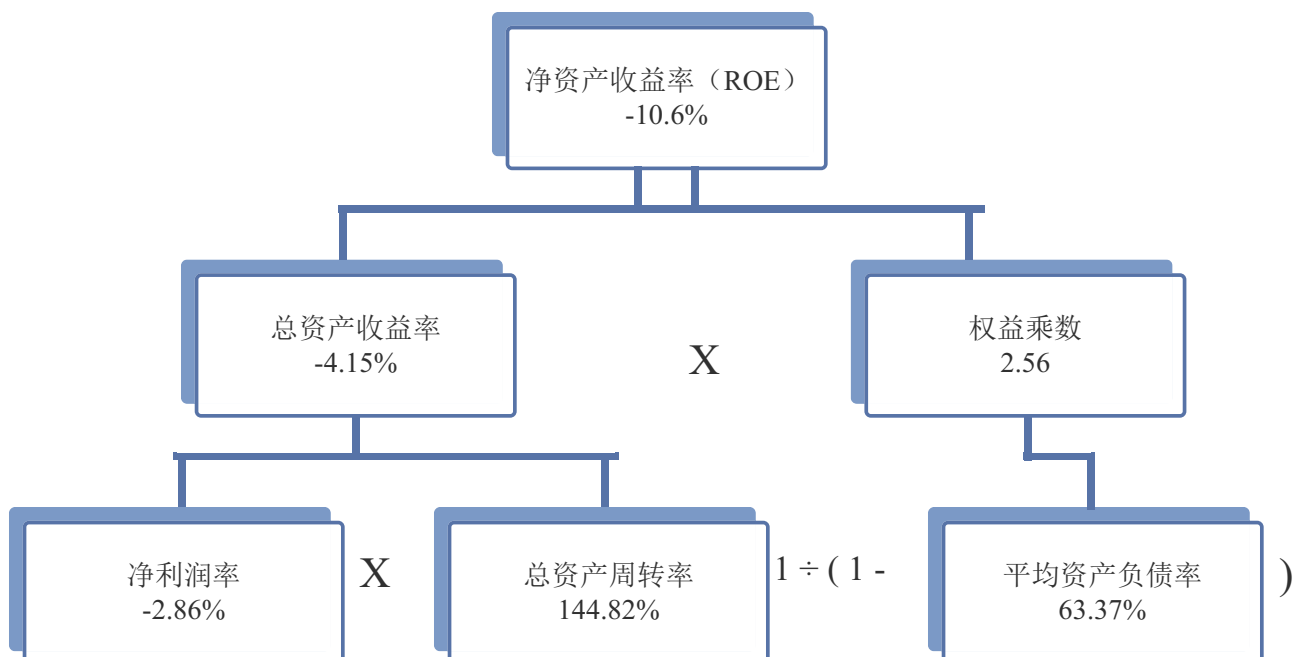 净资产收益率（ROE）
-10.6%
总资产收益率
-4.15%
X
权益乘数
2.56
净利润率
-2.86%
X
总资产周转率
144.82%
1 ÷ ( 1 -
平均资产负债率
63.37%
)